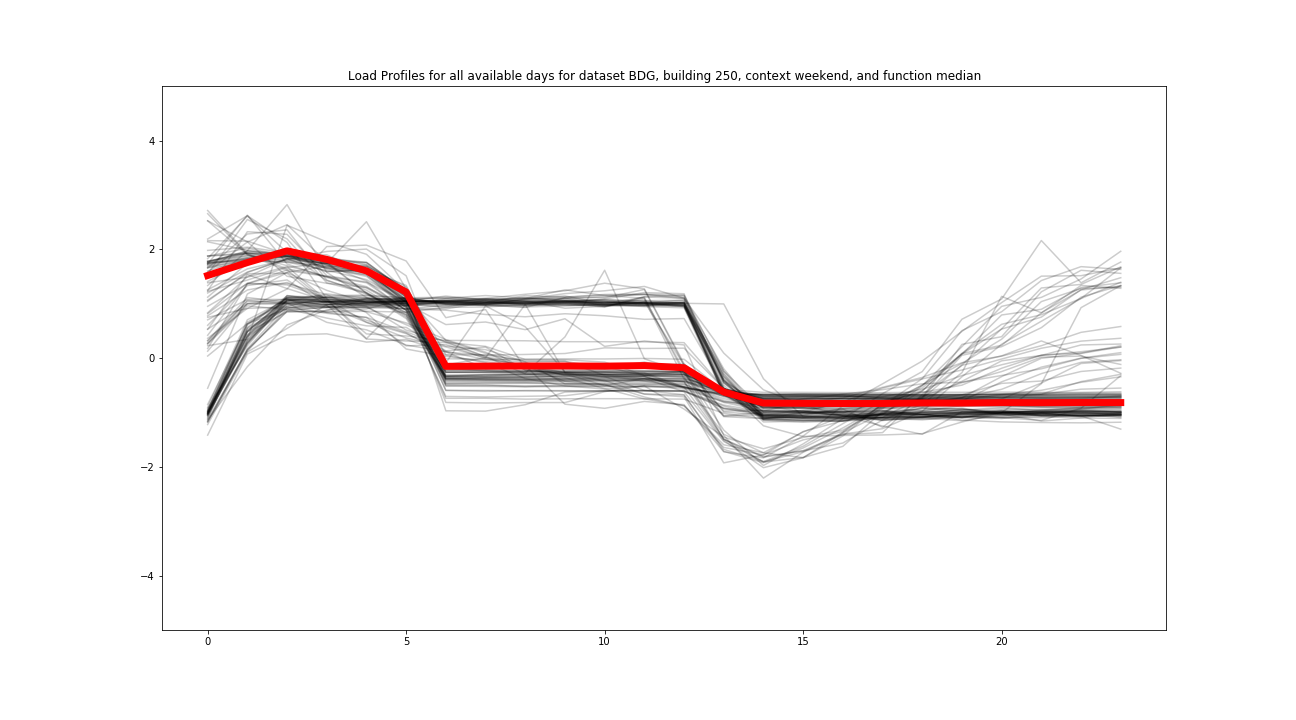 Load Profiles for all available days for dataset BDG, building 250, context weekend, and function median
4
2
0
−2
−4
0 5 10 15 20